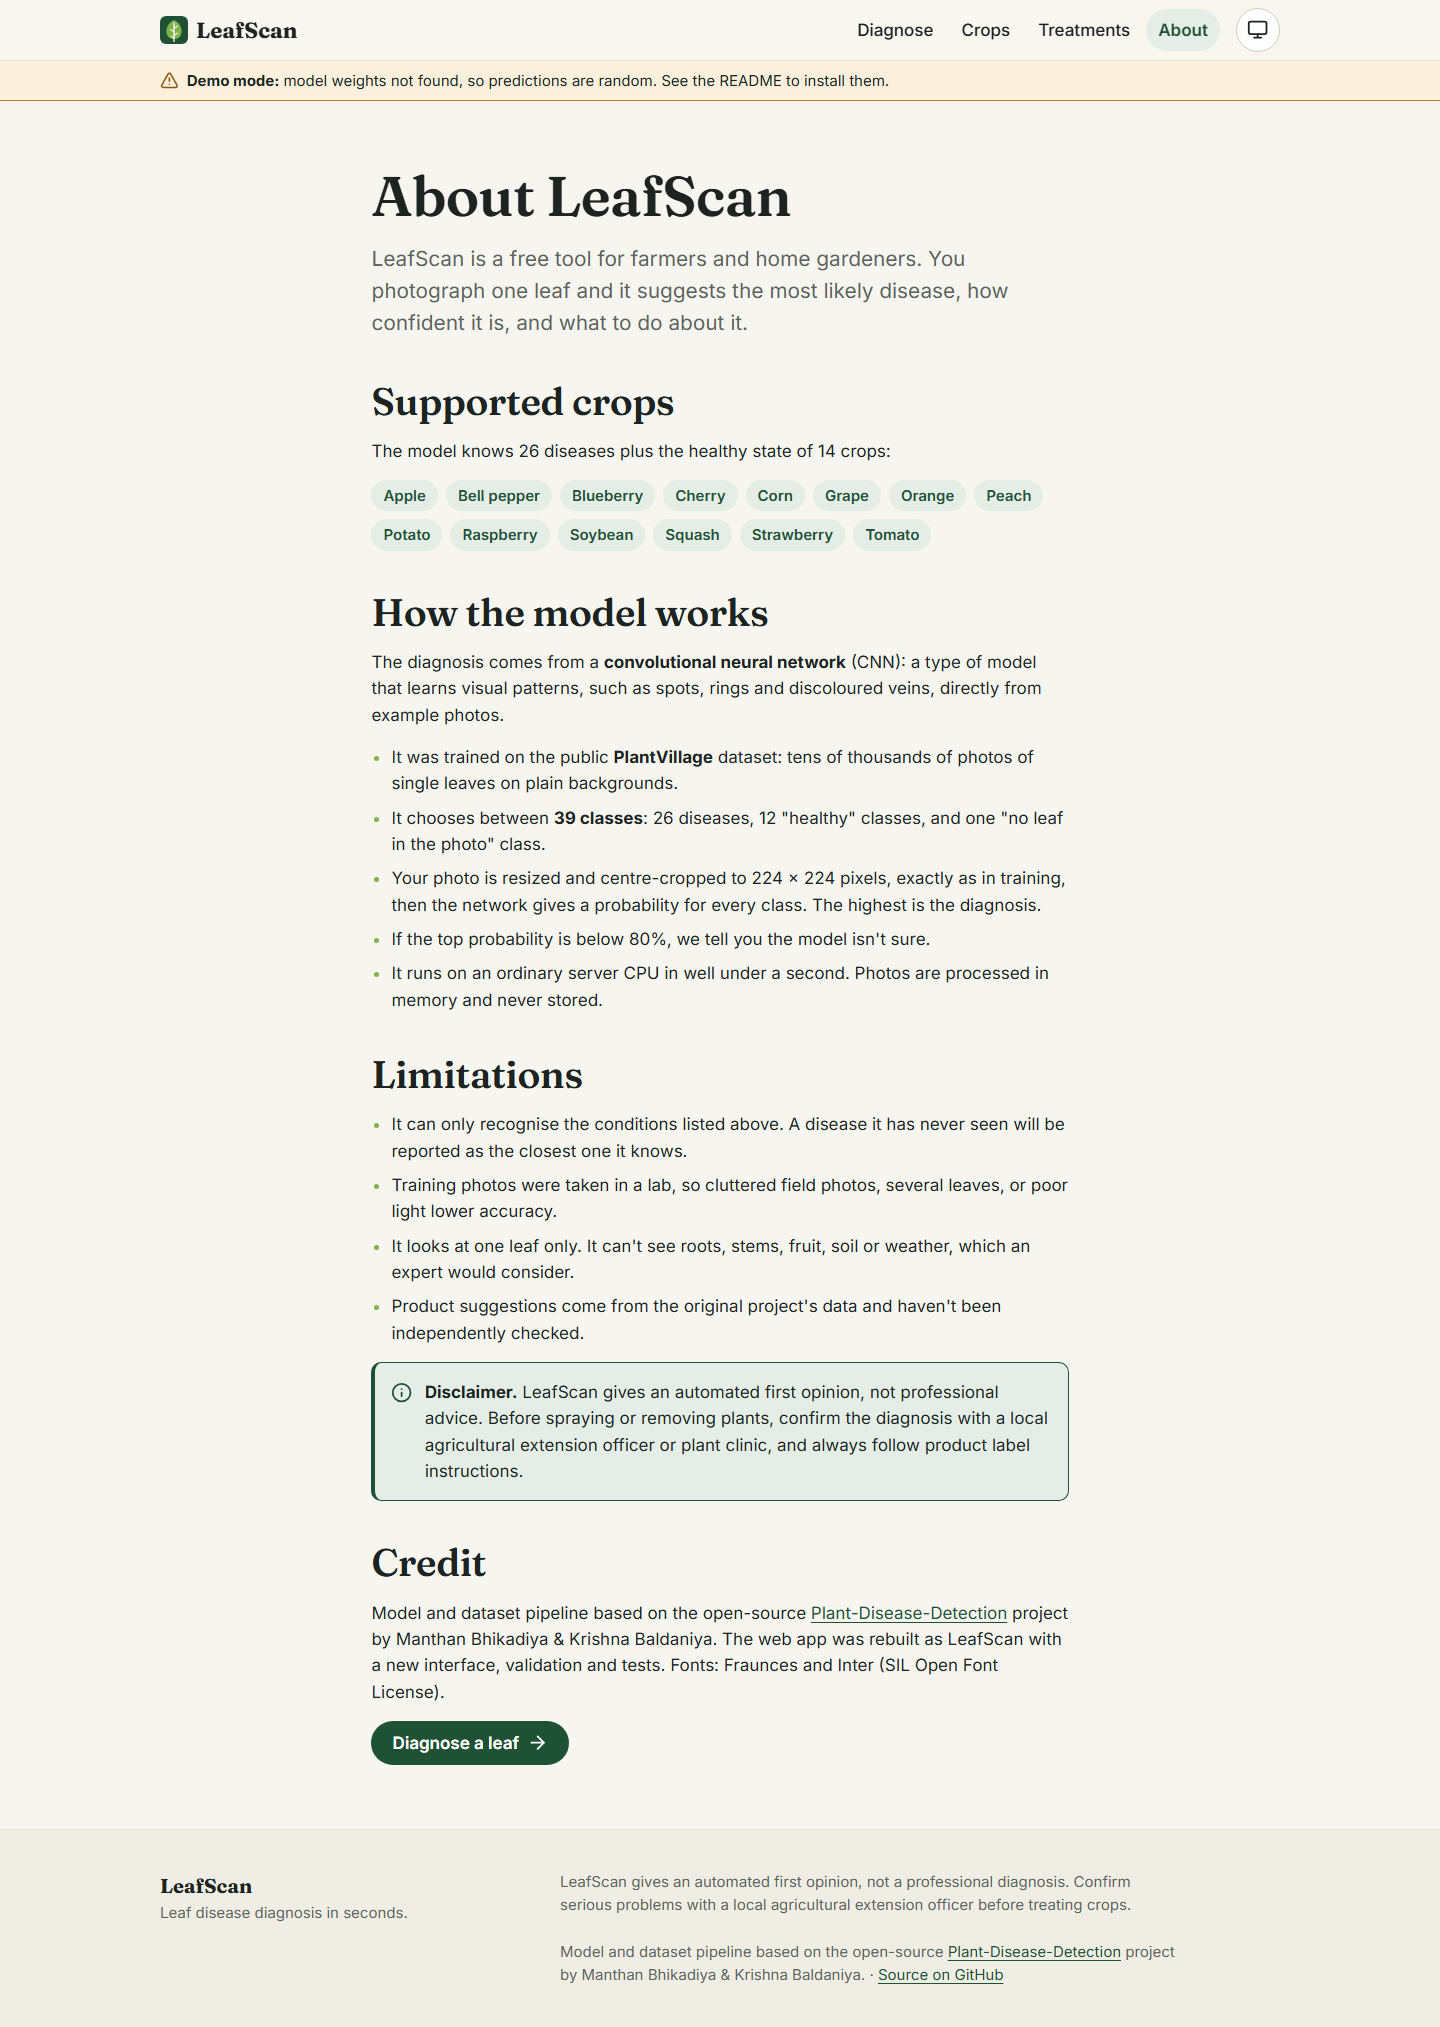 LeafScan
Diagnose
Crops
Treatments
About
Demo mode: model weights not found, so predictions are random. See the README to install them.
About LeafScan
LeafScan is a free tool for farmers and home gardeners. You
photograph one leaf and it suggests the most likely disease, how
confident it is, and what to do about it.
Supported crops
The model knows 26 diseases plus the healthy state of 14 crops:
Apple
Bell pepper
Blueberry
Cherry
Corn
Grape
Orange
Peach
Potato
Raspberry
Soybean
Squash
Strawberry
Tomato
How the model works
The diagnosis comes from a convolutional neural network (CNN): a type of model
that learns visual patterns, such as spots, rings and discoloured veins, directly from
example photos.
It was trained on the public PlantVillage dataset: tens of thousands of photos of
single leaves on plain backgrounds.
It chooses between 39 classes: 26 diseases, 12 "healthy" classes, and one "no leaf
in the photo" class.
Your photo is resized and centre-cropped to 224 × 224 pixels, exactly as in training,
then the network gives a probability for every class. The highest is the diagnosis.
If the top probability is below 80%, we tell you the model isn't sure.
It runs on an ordinary server CPU in well under a second. Photos are processed in
memory and never stored.
Limitations
It can only recognise the conditions listed above. A disease it has never seen will be
reported as the closest one it knows.
Training photos were taken in a lab, so cluttered field photos, several leaves, or poor
light lower accuracy.
It looks at one leaf only. It can't see roots, stems, fruit, soil or weather, which an
expert would consider.
Product suggestions come from the original project's data and haven't been
independently checked.
Disclaimer. LeafScan gives an automated first opinion, not professional
advice. Before spraying or removing plants, confirm the diagnosis with a local
agricultural extension officer or plant clinic, and always follow product label
instructions.
Credit
Model and dataset pipeline based on the open-source Plant-Disease-Detection project
by Manthan Bhikadiya & Krishna Baldaniya. The web app was rebuilt as LeafScan with
a new interface, validation and tests. Fonts: Fraunces and Inter (SIL Open Font
License).
Diagnose a leaf
LeafScan
Leaf disease diagnosis in seconds.
LeafScan gives an automated first opinion, not a professional diagnosis. Confirm
serious problems with a local agricultural extension officer before treating crops.
Model and dataset pipeline based on the open-source Plant-Disease-Detection project
by Manthan Bhikadiya & Krishna Baldaniya. · Source on GitHub